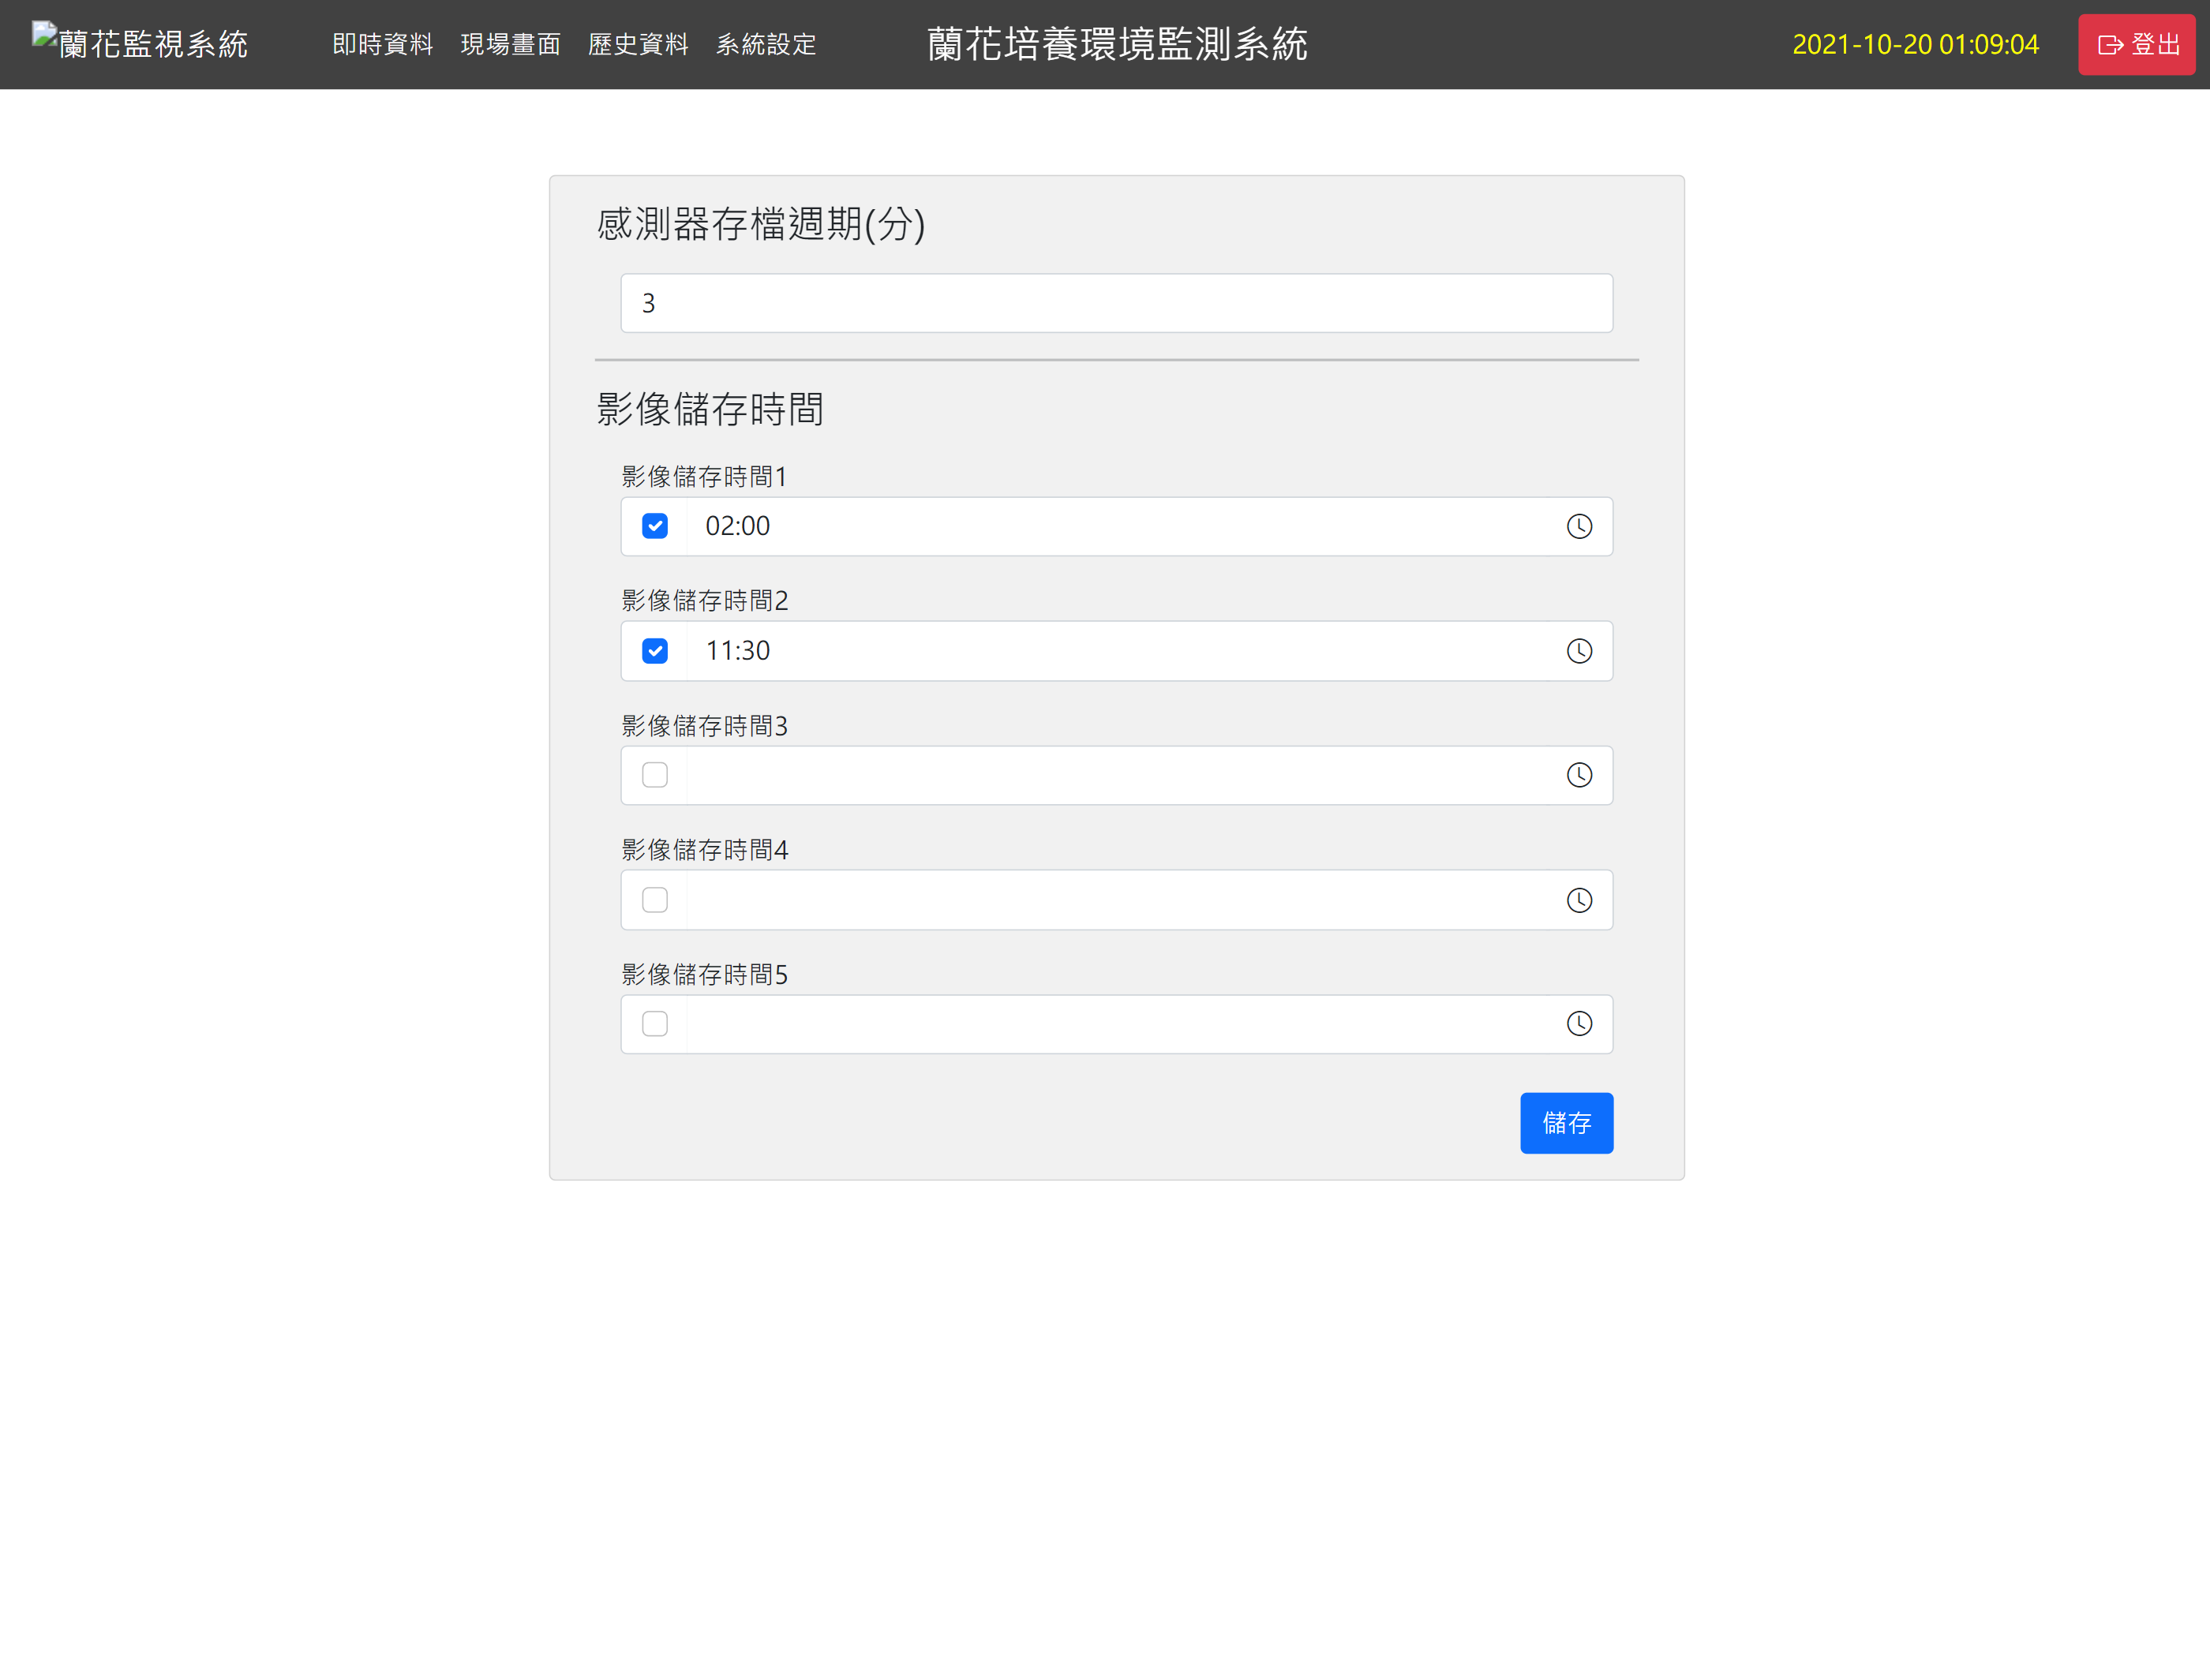 蘭花監視系統 即時資料 現場畫面 歷史資料 系統設定 蘭花培養環境監測系統 2021-10-20 01:09:04 登出
感測器存檔週期(分)
3
影像儲存時間
影像儲存時間1
02:00
影像儲存時間2
11:30
影像儲存時間3
影像儲存時間4
影像儲存時間5
儲存